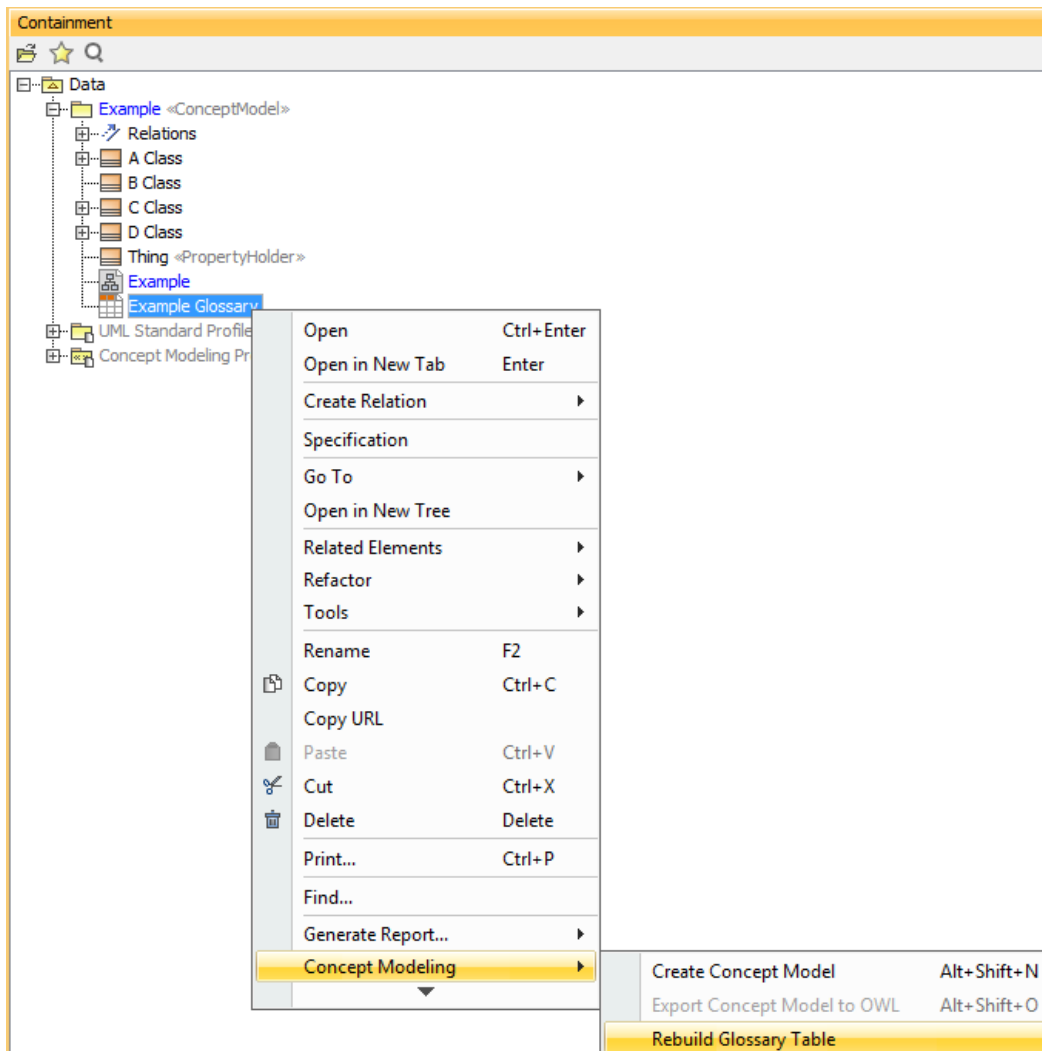 Containment
Data
Example «ConceptModel»
Relations
A Class
B Class
C Class
D Class
Thing «PropertyHolder»
Example
Example Glossary
UML Standard Profile
Concept Modeling Pr
Open Ctrl+Enter
Open in New Tab Enter
Create Relation
Specification
Go To
Open in New Tree
Related Elements
Refactor
Tools
Rename F2
Copy Ctrl+C
Copy URL
Paste Ctrl+V
Cut Ctrl+X
Delete Delete
Print... Ctrl+P
Find...
Generate Report...
Concept Modeling
Create Concept Model Alt+Shift+N
Export Concept Model to OWL Alt+Shift+O
Rebuild Glossary Table